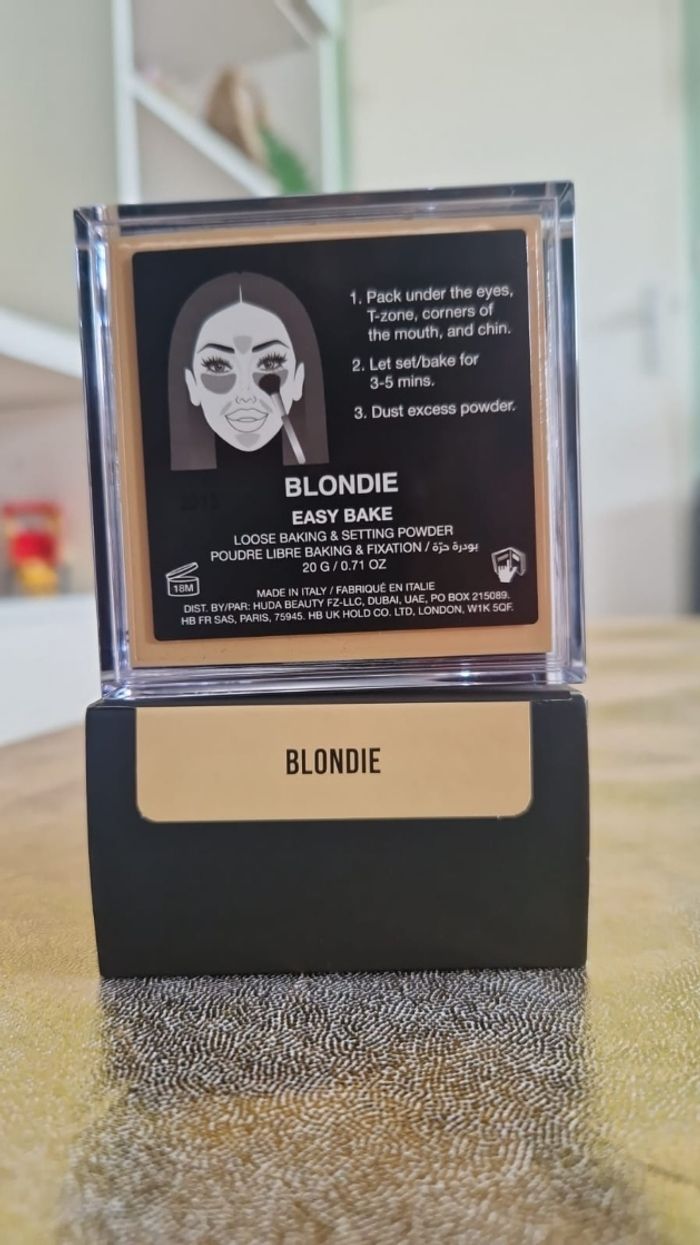 1. Pack under the eyes,
T-zone, corners of
the mouth, and chin.
2. Let set/bake for
3-5 mins.
3. Dust excess powder.
BLONDIE
EASY BAKE
LOOSE BAKING & SETTING POWDER
POUDRE LIBRE BAKING & FIXATION / بودرة حرّة
20 G / 0.71 OZ
18M
MADE IN ITALY / FABRIQUÉ EN ITALIE
DIST. BY/PAR: HUDA BEAUTY FZ-LLC, DUBAI, UAE, PO BOX 215089.
HB FR SAS, PARIS, 75945. HB UK HOLD CO. LTD, LONDON, W1K 5QF.
BLONDIE